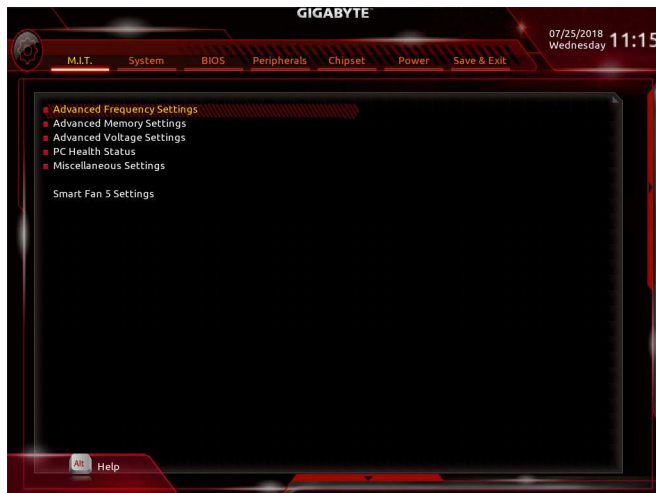 GIGABYTE™
07/25/2018
Wednesday 11:15
M.I.T. System BIOS Peripherals Chipset Power Save & Exit
Advanced Frequency Settings
Advanced Memory Settings
Advanced Voltage Settings
PC Health Status
Miscellaneous Settings
Smart Fan 5 Settings
Alt Help